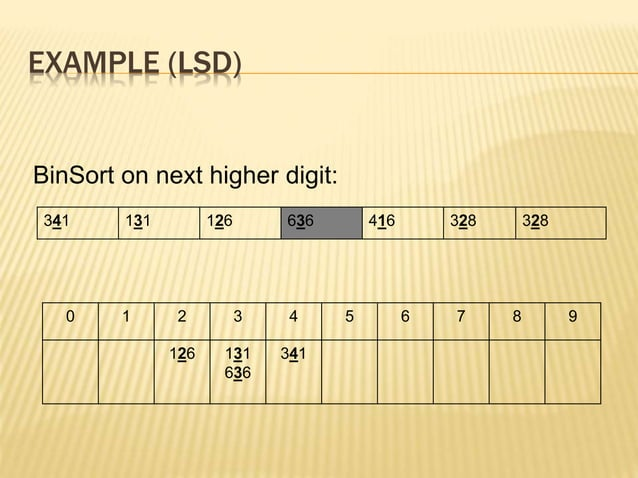 EXAMPLE (LSD)
BinSort on next higher digit:
341 131 126 636 416 328 328
0 1 2 3 4 5 6 7 8 9
126 131 341
636